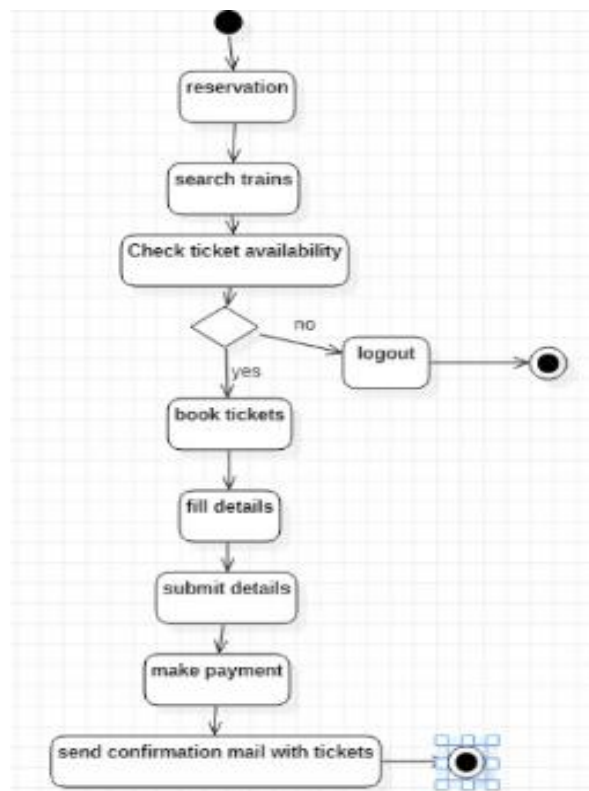 reservation
search trains
Check ticket availability
no
logout
yes
book tickets
fill details
submit details
make payment
send confirmation mail with tickets